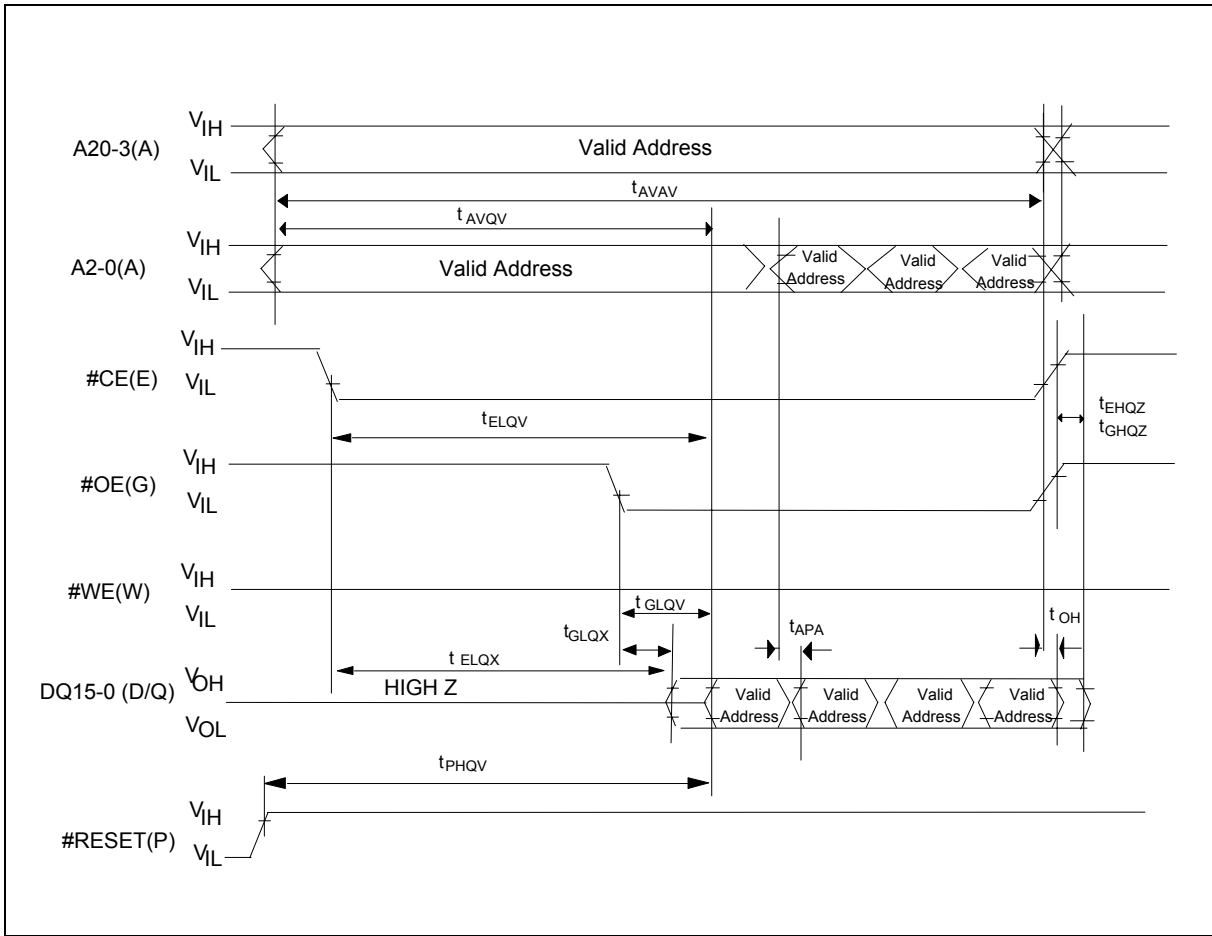 VIH
A20-3(A)
Valid Address
VIL
tAVAV
tAVQV
VIH
A2-0(A)
Valid Address
Valid Address
Valid Address
Valid Address
VIL
VIH
#CE(E)
VIL
tELQV
tEHQZ
tGHQZ
VIH
#OE(G)
VIL
VIH
#WE(W)
VIL
tGLQV
tGLQX
tAPA
tOH
tELQX
VOH
HIGH Z
DQ15-0 (D/Q)
Valid Address
Valid Address
Valid Address
Valid Address
VOL
tPHQV
VIH
#RESET(P)
VIL